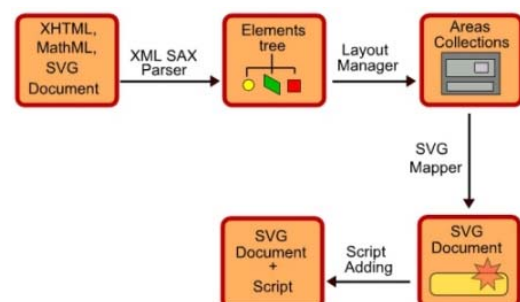 XHTML,
MathML,
SVG
Document
XML SAX
Parser
Elements
tree
Layout
Manager
Areas
Collections
SVG
Mapper
SVG
Document
Script
Adding
SVG
Document
+
Script